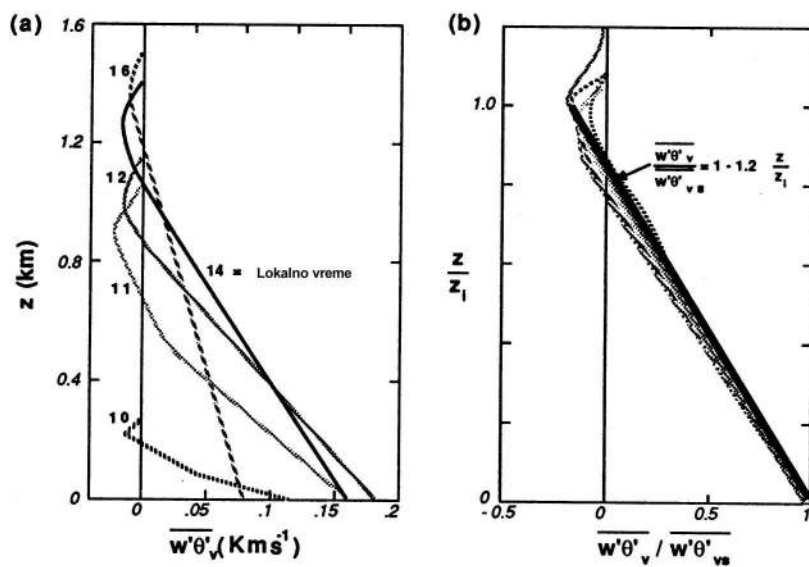 (a)
1.6
1.2
0.8
0.4
0
z (km)
16
12
11
10
14 = Lokalno vreme
0 .05 .1 .15 .2
w'θ'v (K m s⁻¹)
(b)
1.0
0
z
zi
w'θ'v
w'θ'vs
= 1 - 1.2 z
zi
- 0.5 0 0.5 1
w'θ'v / w'θ'vs